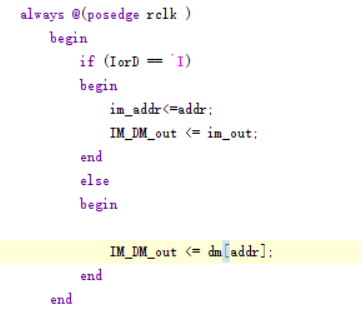 always @(posedge rclk )
begin
if (IorD == `I)
begin
im_addr<=addr;
IM_DM_out <= im_out;
end
else
begin
IM_DM_out <= dm[addr];
end
end